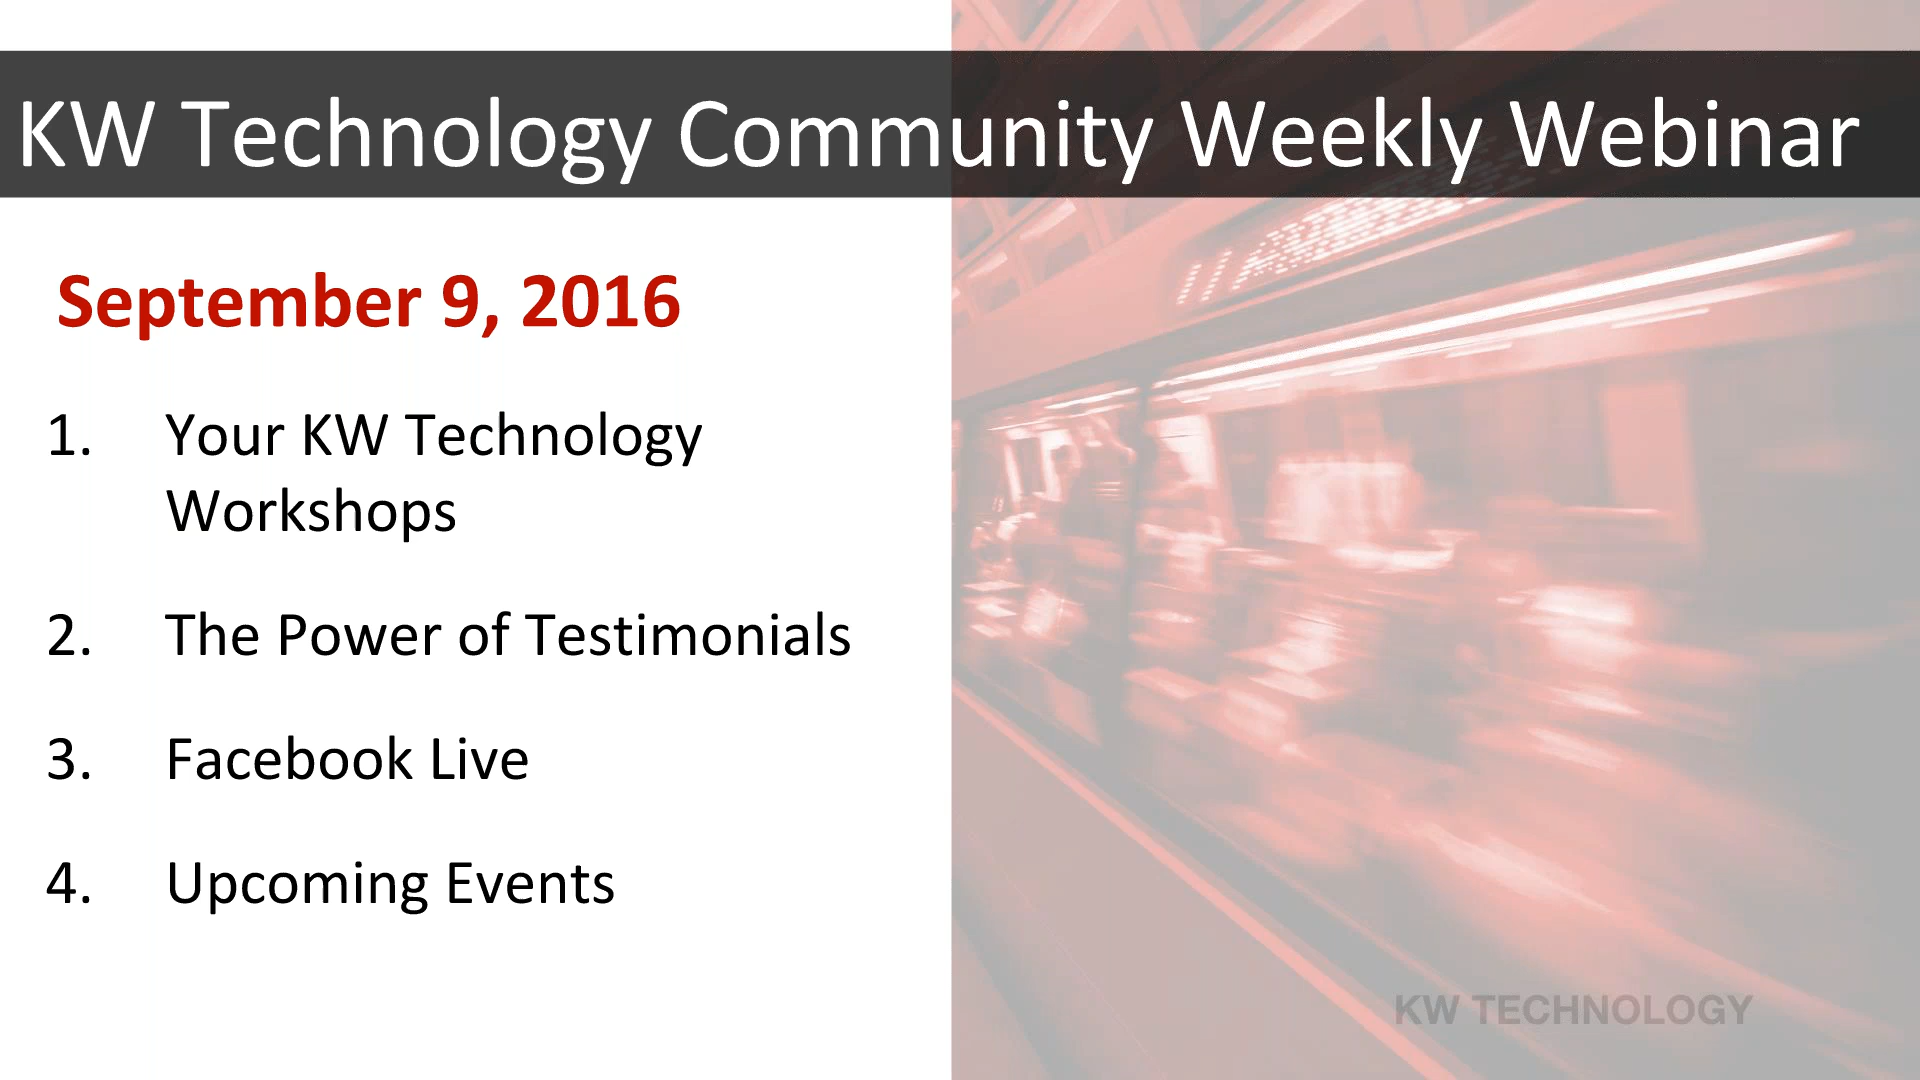 KW Technology Community Weekly Webinar
September 9, 2016
1. Your KW Technology
Workshops
2. The Power of Testimonials
3. Facebook Live
4. Upcoming Events
KW TECHNOLOGY